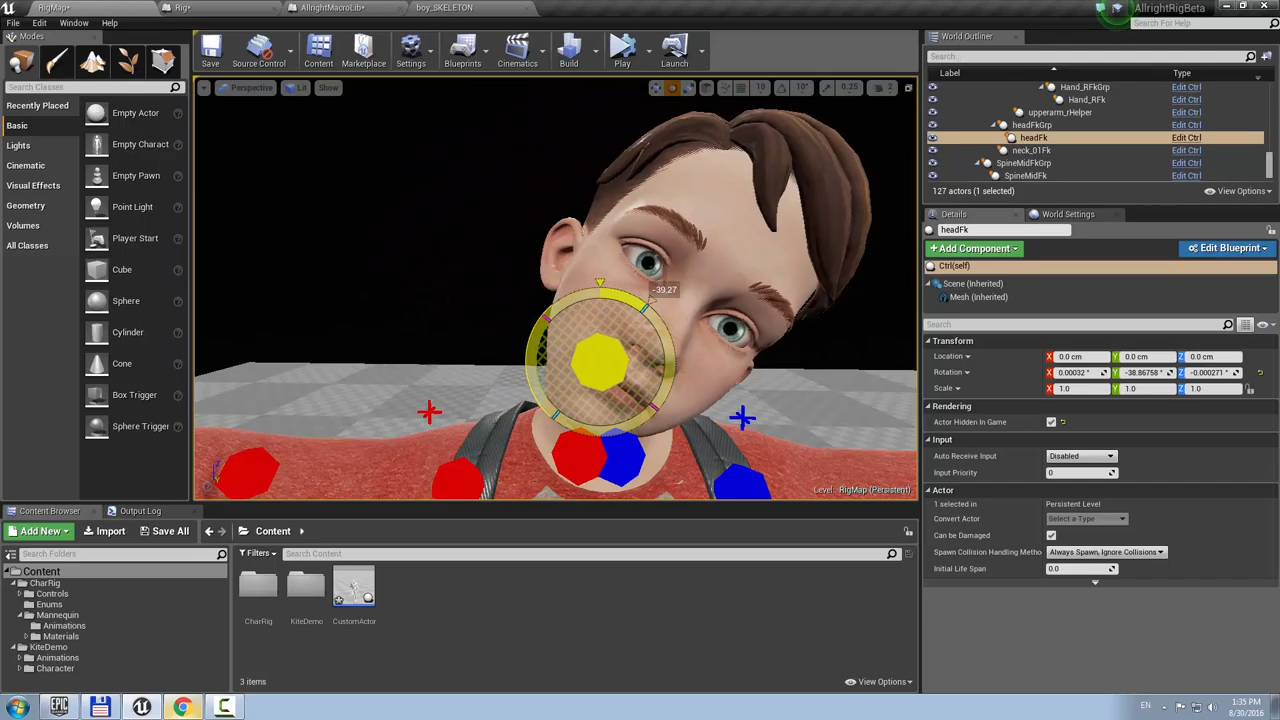 RigMap*
Rig*
AllrightMacroLib*
boy_SKELETON
AllrightRigBeta
File Edit Window Help
Search For Help
Modes
Search Classes
Recently Placed
Basic
Lights
Cinematic
Visual Effects
Geometry
Volumes
All Classes
Empty Actor
Empty Charact
Empty Pawn
Point Light
Player Start
Cube
Sphere
Cylinder
Cone
Box Trigger
Sphere Trigger
Save
Source Control
Content
Marketplace
Settings
Blueprints
Cinematics
Build
Play
Launch
Perspective
Lit
Show
10
10°
0.25
2
-39.27
Level: RigMap (Persistent)
World Outliner
Search...
Label Type
Hand_RFkGrp Edit Ctrl
Hand_RFk Edit Ctrl
upperarm_rHelper Edit Ctrl
headFkGrp Edit Ctrl
headFk Edit Ctrl
neck_01Fk Edit Ctrl
SpineMidFkGrp Edit Ctrl
SpineMidFk Edit Ctrl
127 actors (1 selected)
View Options
Details
World Settings
headFk
+ Add Component
Edit Blueprint
Ctrl(self)
Scene (Inherited)
Mesh (Inherited)
Search
Transform
Location X 0.0 cm Y 0.0 cm Z 0.0 cm
Rotation X 0.00032 ° Y -38.86758 ° Z -0.000271 °
Scale X 1.0 Y 1.0 Z 1.0
Rendering
Actor Hidden In Game
Input
Auto Receive Input Disabled
Input Priority 0
Actor
1 selected in Persistent Level
Convert Actor Select a Type
Can be Damaged
Spawn Collision Handling Metho Always Spawn, Ignore Collisions
Initial Life Span 0.0
Content Browser
Output Log
Add New
Import
Save All
Content
Search Folders
Filters
Search Content
Content
CharRig
Controls
Enums
Mannequin
Animations
Materials
KiteDemo
Animations
Character
CharRig
KiteDemo
CustomActor
3 items
View Options
EPIC
EN
1:35 PM
8/30/2016